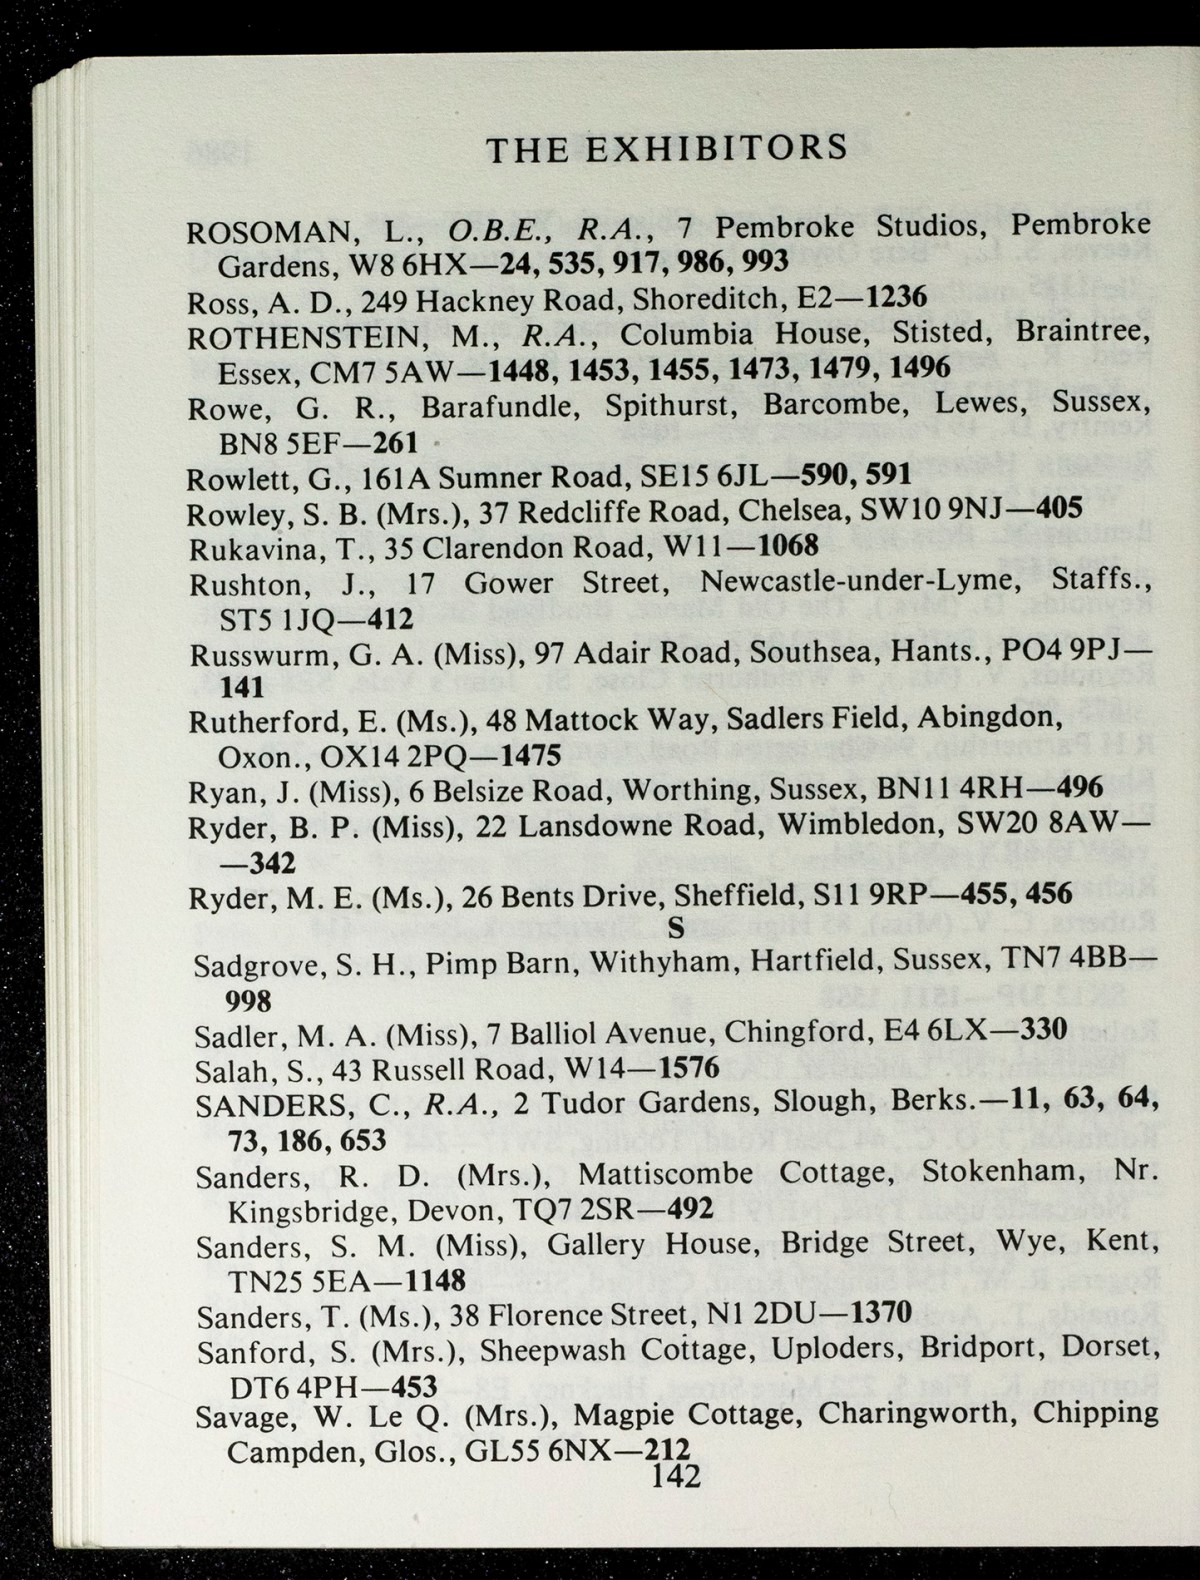 THE EXHIBITORS
ROSOMAN, L., O.B.E., R.A., 7 Pembroke Studios, Pembroke
Gardens, W8 6HX—24, 535, 917, 986, 993
Ross, A. D., 249 Hackney Road, Shoreditch, E2—1236
ROTHENSTEIN, M., R.A., Columbia House, Stisted, Braintree,
Essex, CM7 5AW—1448, 1453, 1455, 1473, 1479, 1496
Rowe, G. R., Barafundle, Spithurst, Barcombe, Lewes, Sussex,
BN8 5EF—261
Rowlett, G., 161A Sumner Road, SE15 6JL—590, 591
Rowley, S. B. (Mrs.), 37 Redcliffe Road, Chelsea, SW10 9NJ—405
Rukavina, T., 35 Clarendon Road, W11—1068
Rushton, J., 17 Gower Street, Newcastle-under-Lyme, Staffs.,
ST5 1JQ—412
Russwurm, G. A. (Miss), 97 Adair Road, Southsea, Hants., PO4 9PJ—
141
Rutherford, E. (Ms.), 48 Mattock Way, Sadlers Field, Abingdon,
Oxon., OX14 2PQ—1475
Ryan, J. (Miss), 6 Belsize Road, Worthing, Sussex, BN11 4RH—496
Ryder, B. P. (Miss), 22 Lansdowne Road, Wimbledon, SW20 8AW—
—342
Ryder, M. E. (Ms.), 26 Bents Drive, Sheffield, S11 9RP—455, 456
S
Sadgrove, S. H., Pimp Barn, Withyham, Hartfield, Sussex, TN7 4BB—
998
Sadler, M. A. (Miss), 7 Balliol Avenue, Chingford, E4 6LX—330
Salah, S., 43 Russell Road, W14—1576
SANDERS, C., R.A., 2 Tudor Gardens, Slough, Berks.—11, 63, 64,
73, 186, 653
Sanders, R. D. (Mrs.), Mattiscombe Cottage, Stokenham, Nr.
Kingsbridge, Devon, TQ7 2SR—492
Sanders, S. M. (Miss), Gallery House, Bridge Street, Wye, Kent,
TN25 5EA—1148
Sanders, T. (Ms.), 38 Florence Street, N1 2DU—1370
Sanford, S. (Mrs.), Sheepwash Cottage, Uploders, Bridport, Dorset,
DT6 4PH—453
Savage, W. Le Q. (Mrs.), Magpie Cottage, Charingworth, Chipping
Campden, Glos., GL55 6NX—212
142